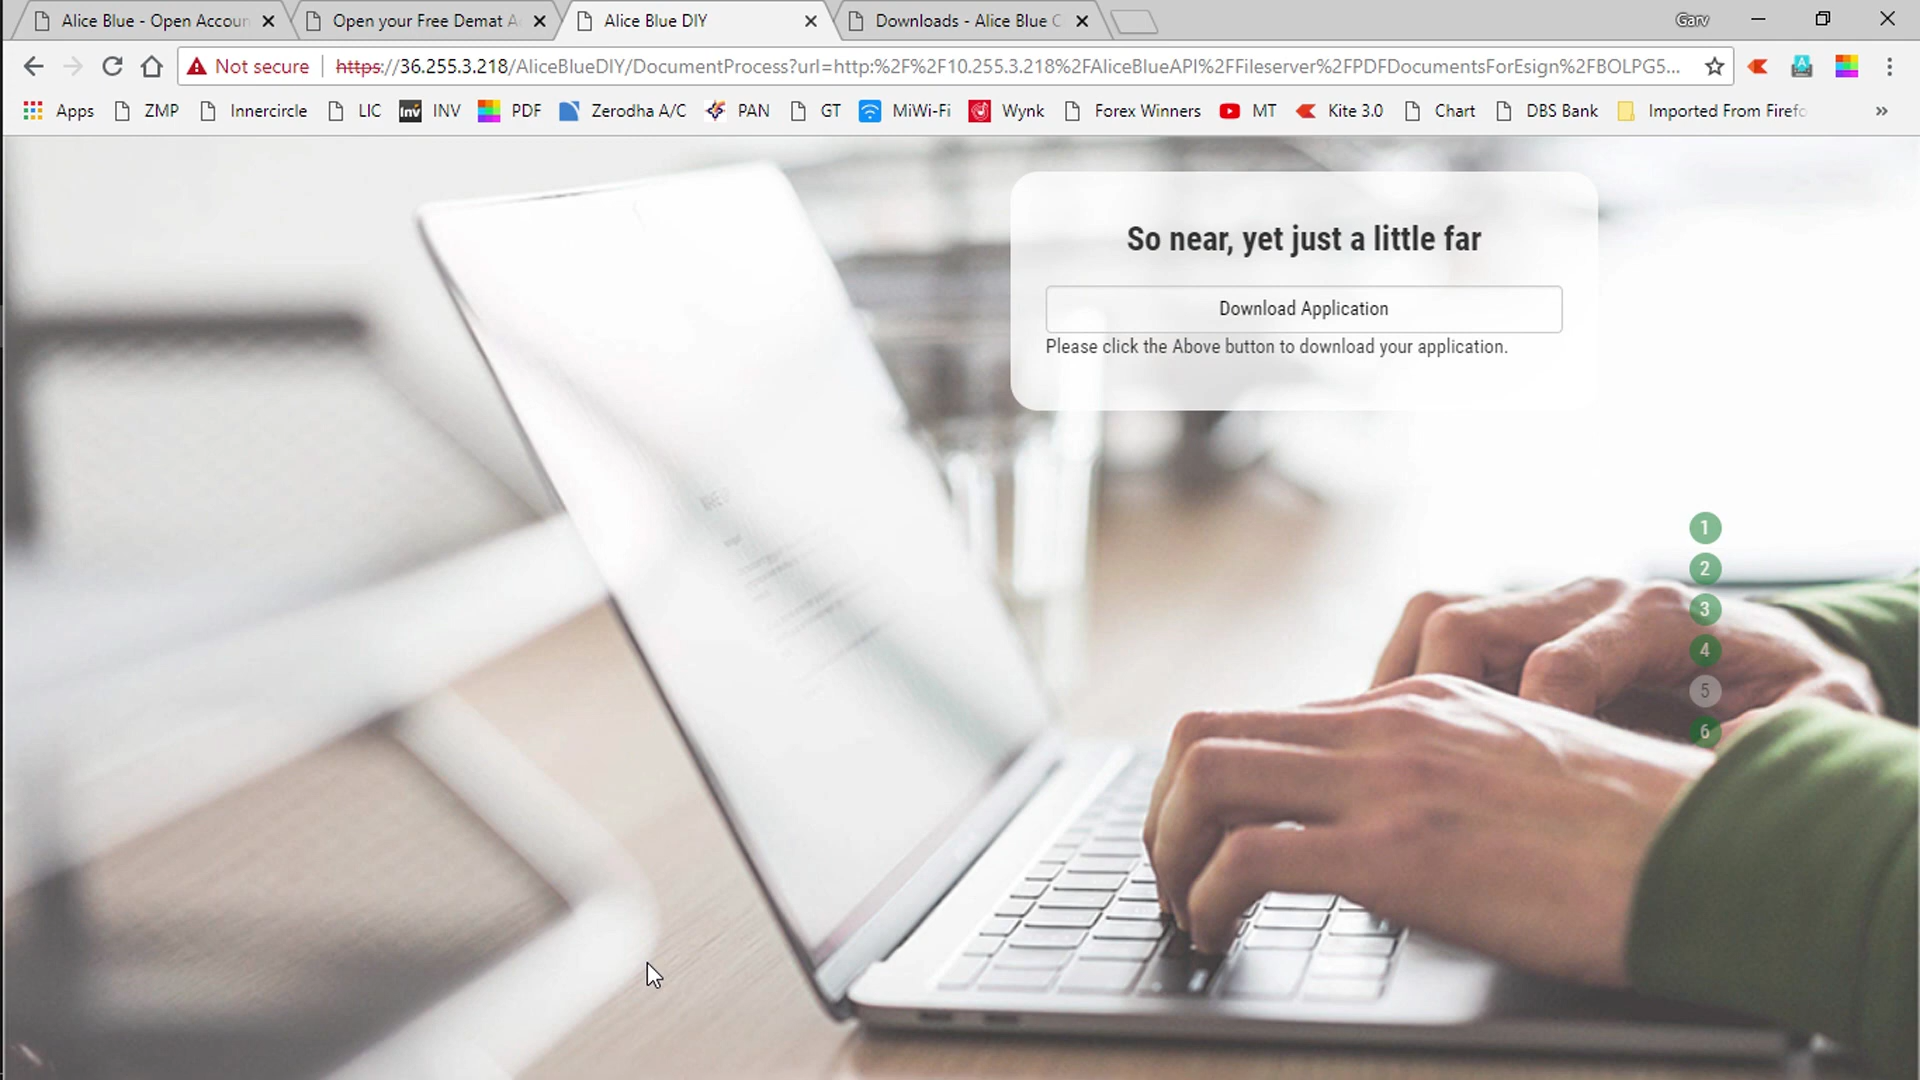 Alice Blue - Open Accoun
Open your Free Demat A
Alice Blue DIY
Downloads - Alice Blue C
Garv
Not secure
https://36.255.3.218/AliceBlueDIY/DocumentProcess?url=http:%2F%2F10.255.3.218%2FAliceBlueAPI%2FFileserver%2FPDFDocumentsForEsign%2FBOLPG5...
Apps
ZMP
Innercircle
LIC
inv INV
PDF
Zerodha A/C
PAN
GT
MiWi-Fi
Wynk
Forex Winners
MT
Kite 3.0
Chart
DBS Bank
Imported From Firefo
»
So near, yet just a little far
Download Application
Please click the Above button to download your application.
1
2
3
4
5
6